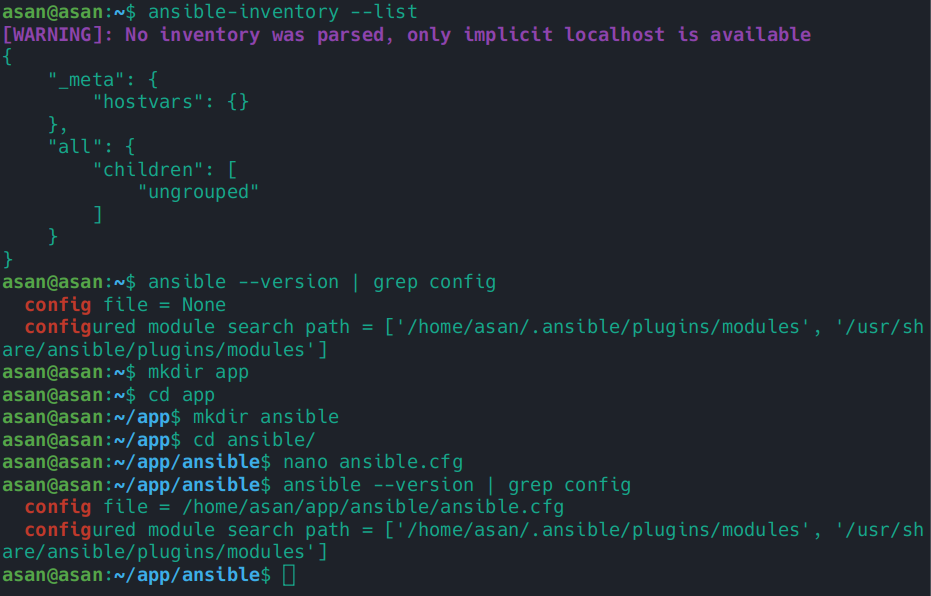 asan@asan:~$ ansible-inventory --list
[WARNING]: No inventory was parsed, only implicit localhost is available
{
    "_meta": {
        "hostvars": {}
    },
    "all": {
        "children": [
            "ungrouped"
        ]
    }
}
asan@asan:~$ ansible --version | grep config
  config file = None
  configured module search path = ['/home/asan/.ansible/plugins/modules', '/usr/sh
are/ansible/plugins/modules']
asan@asan:~$ mkdir app
asan@asan:~$ cd app
asan@asan:~/app$ mkdir ansible
asan@asan:~/app$ cd ansible/
asan@asan:~/app/ansible$ nano ansible.cfg
asan@asan:~/app/ansible$ ansible --version | grep config
  config file = /home/asan/app/ansible/ansible.cfg
  configured module search path = ['/home/asan/.ansible/plugins/modules', '/usr/sh
are/ansible/plugins/modules']
asan@asan:~/app/ansible$